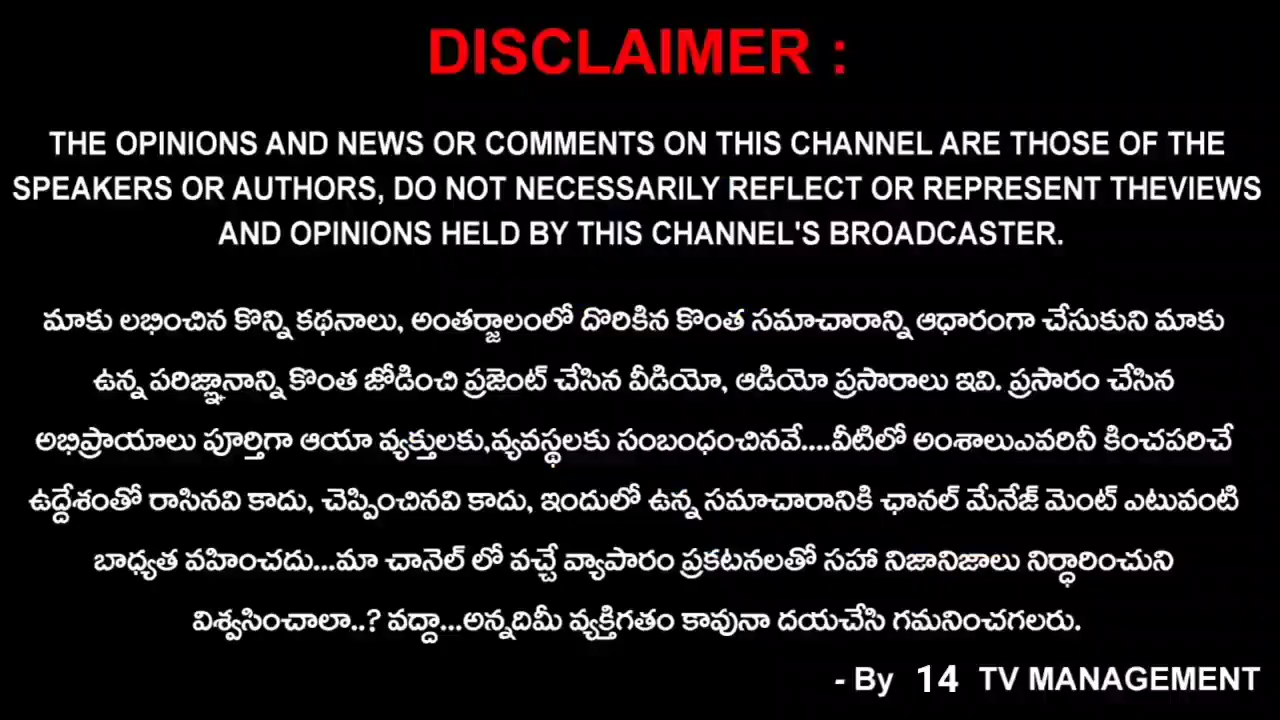 DISCLAIMER :
THE OPINIONS AND NEWS OR COMMENTS ON THIS CHANNEL ARE THOSE OF THE
SPEAKERS OR AUTHORS, DO NOT NECESSARILY REFLECT OR REPRESENT THEVIEWS
AND OPINIONS HELD BY THIS CHANNEL'S BROADCASTER.
మాకు లభించిన కొన్ని కథనాలు, అంతర్జాలంలో దొరికిన కొంత సమాచారాన్ని ఆధారంగా చేసుకుని మాకు
ఉన్న పరిజ్ఞానాన్ని కొంత జోడించి ప్రజెంట్ చేసిన వీడియో, ఆడియో ప్రసారాలు ఇవి. ప్రసారం చేసిన
అభిప్రాయాలు పూర్తిగా ఆయా వ్యక్తులకు,వ్యవస్థలకు సంబంధంచినవే....వీటిలో అంశాలుఎవరినీ కించపరిచే
ఉద్దేశంతో రాసినవి కాదు, చెప్పించినవి కాదు, ఇందులో ఉన్న సమాచారానికి ఛానల్ మేనేజ్ మెంట్ ఎటువంటి
బాధ్యత వహించదు...మా చానెల్ లో వచ్చే వ్యాపారం ప్రకటనలతో సహా నిజానిజాలు నిర్ధారించుని
విశ్వసించాలా..? వద్దా...అన్నదిమీ వ్యక్తిగతం కావునా దయచేసి గమనించగలరు.
- By 14 TV MANAGEMENT